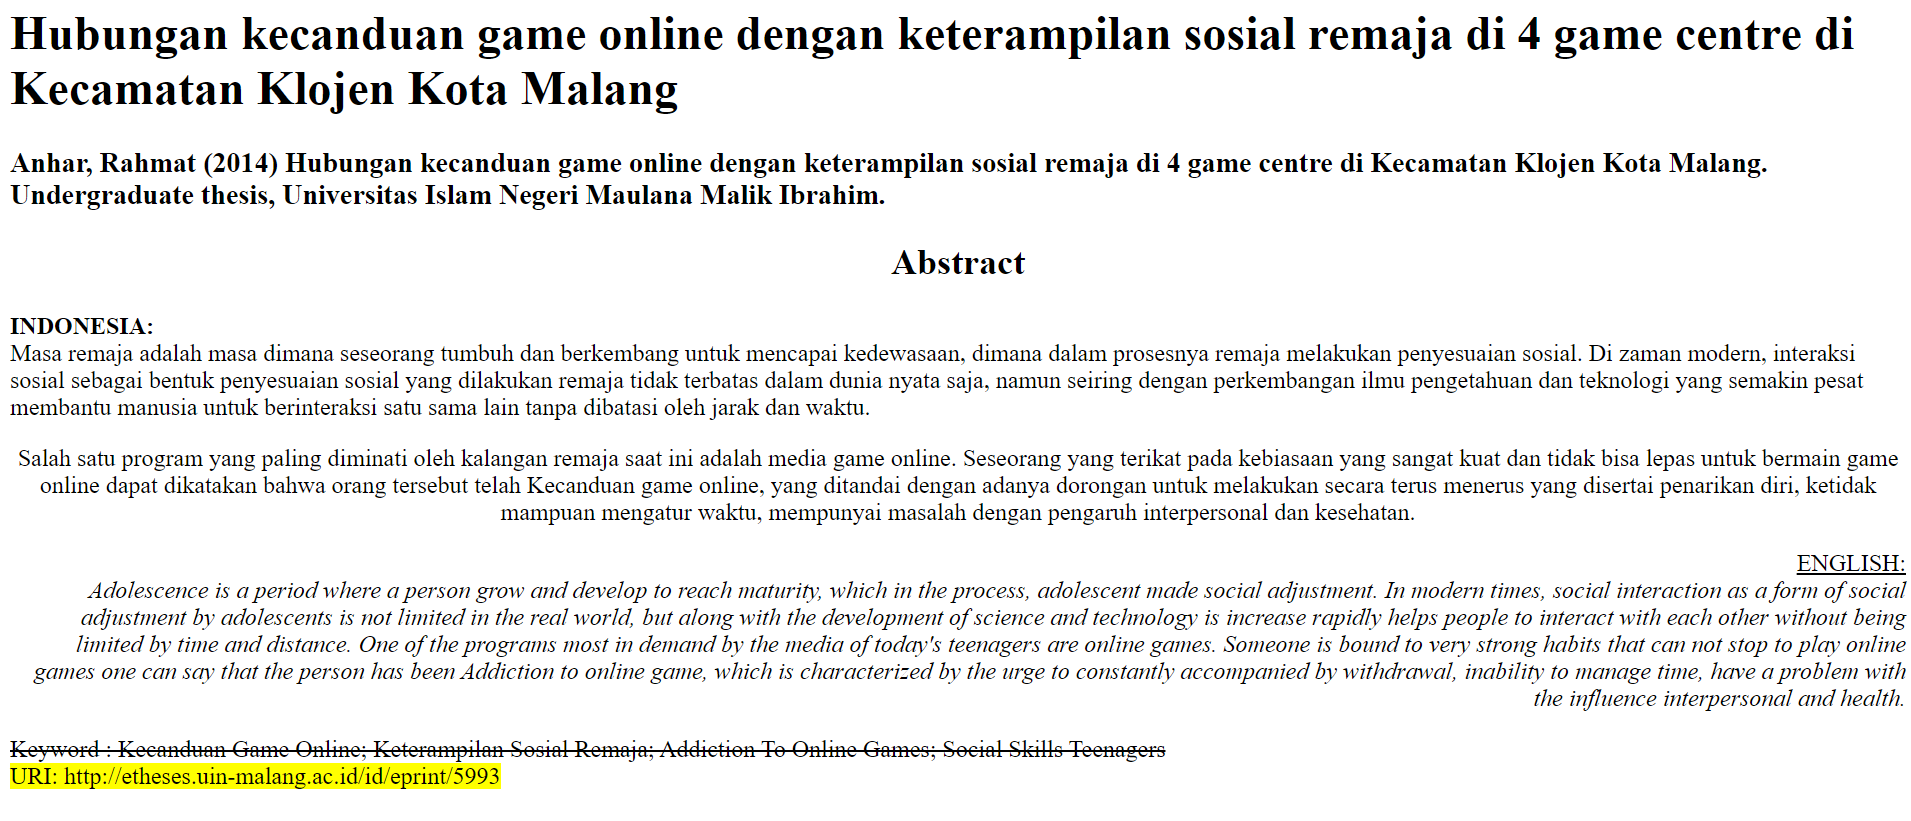 Hubungan kecanduan game online dengan keterampilan sosial remaja di 4 game centre di
Kecamatan Klojen Kota Malang
Anhar, Rahmat (2014) Hubungan kecanduan game online dengan keterampilan sosial remaja di 4 game centre di Kecamatan Klojen Kota Malang.
Undergraduate thesis, Universitas Islam Negeri Maulana Malik Ibrahim.
Abstract
INDONESIA:
Masa remaja adalah masa dimana seseorang tumbuh dan berkembang untuk mencapai kedewasaan, dimana dalam prosesnya remaja melakukan penyesuaian sosial. Di zaman modern, interaksi
sosial sebagai bentuk penyesuaian sosial yang dilakukan remaja tidak terbatas dalam dunia nyata saja, namun seiring dengan perkembangan ilmu pengetahuan dan teknologi yang semakin pesat
membantu manusia untuk berinteraksi satu sama lain tanpa dibatasi oleh jarak dan waktu.
Salah satu program yang paling diminati oleh kalangan remaja saat ini adalah media game online. Seseorang yang terikat pada kebiasaan yang sangat kuat dan tidak bisa lepas untuk bermain game
online dapat dikatakan bahwa orang tersebut telah Kecanduan game online, yang ditandai dengan adanya dorongan untuk melakukan secara terus menerus yang disertai penarikan diri, ketidak
mampuan mengatur waktu, mempunyai masalah dengan pengaruh interpersonal dan kesehatan.
ENGLISH:
Adolescence is a period where a person grow and develop to reach maturity, which in the process, adolescent made social adjustment. In modern times, social interaction as a form of social
adjustment by adolescents is not limited in the real world, but along with the development of science and technology is increase rapidly helps people to interact with each other without being
limited by time and distance. One of the programs most in demand by the media of today's teenagers are online games. Someone is bound to very strong habits that can not stop to play online
games one can say that the person has been Addiction to online game, which is characterized by the urge to constantly accompanied by withdrawal, inability to manage time, have a problem with
the influence interpersonal and health.
Keyword : Kecanduan Game Online; Keterampilan Sosial Remaja; Addiction To Online Games; Social Skills Teenagers
URI: http://etheses.uin-malang.ac.id/id/eprint/5993